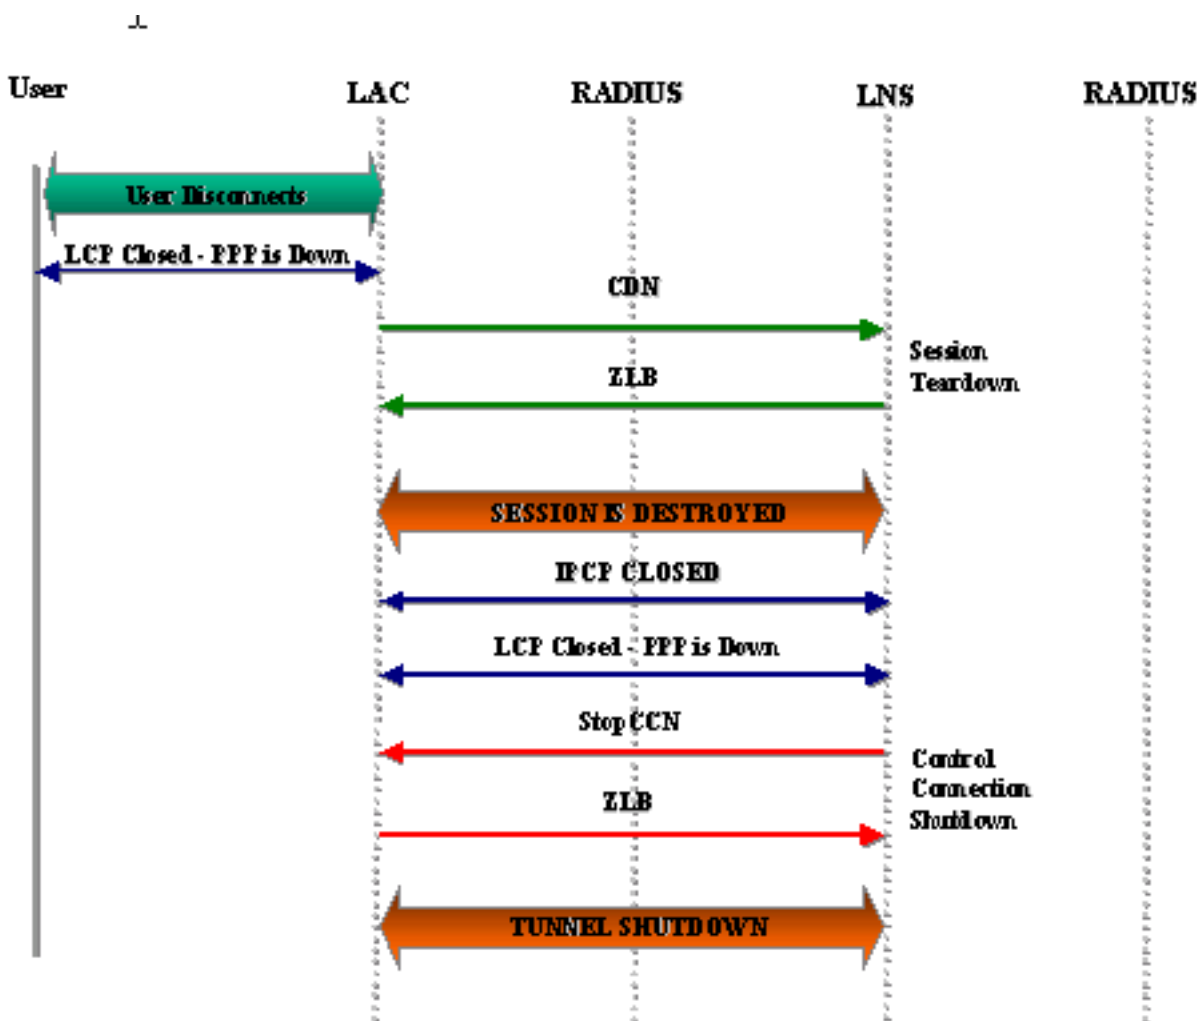 User
LAC
RADIUS
LNS
RADIUS
User Disconnects
LCP Closed - PPP is Down
CDN
Session
Teardown
ZLB
SESSION IS DESTROYED
IPCP CLOSED
LCP Closed - PPP is Down
Stop CCN
Control
Connection
Shutdown
ZLB
TUNNEL SHUTDOWN